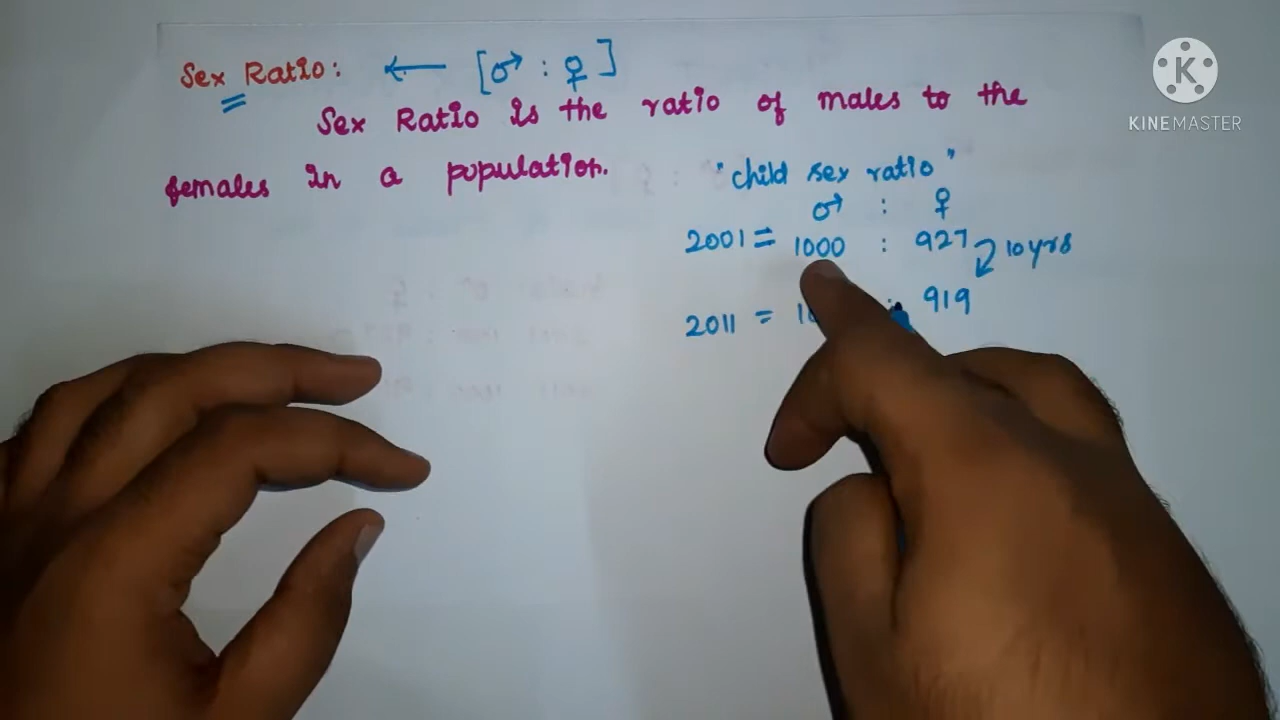 Sex Ratio: ← [♂ : ♀]
Sex Ratio is the ratio of males to the
females in a population.
"child sex ratio"
♂ : ♀
2001 = 1000 : 927 10yrs
2011 = : 919
K
KINEMASTER